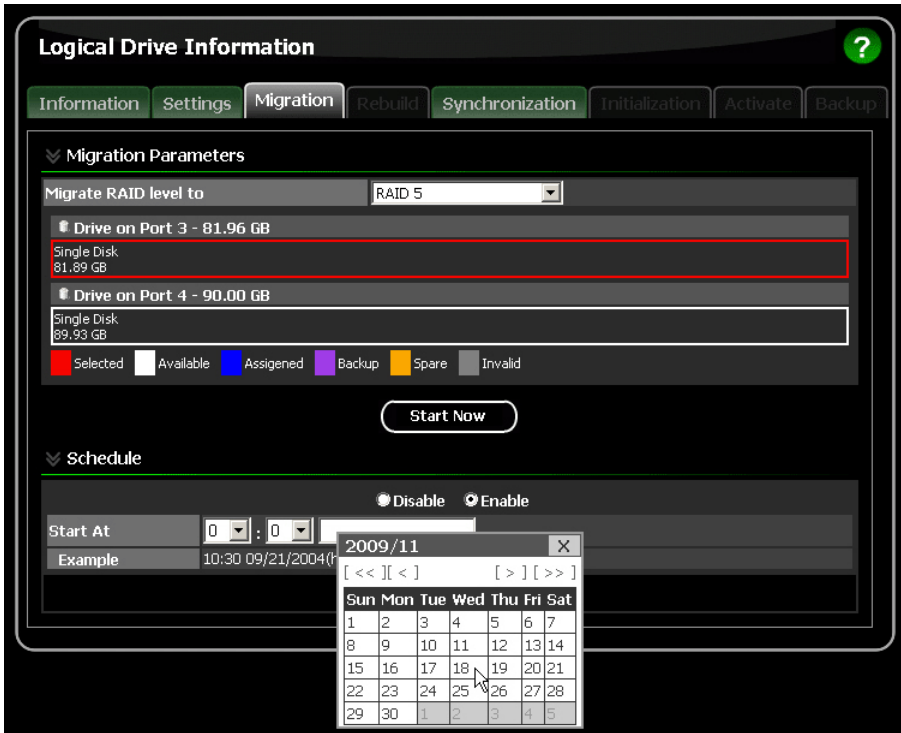 Logical Drive Information ?
Information Settings Migration Rebuild Synchronization Initialization Activate Backup
Migration Parameters
Migrate RAID level to RAID 5
Drive on Port 3 - 81.96 GB
Single Disk
81.89 GB
Drive on Port 4 - 90.00 GB
Single Disk
89.93 GB
Selected Available Assigened Backup Spare Invalid
Start Now
Schedule
Disable Enable
Start At 0 : 0
Example 10:30 09/21/2004(h
2009/11 X
[ << ][ < ] [ > ][ >> ]
Sun Mon Tue Wed Thu Fri Sat
1 2 3 4 5 6 7
8 9 10 11 12 13 14
15 16 17 18 19 20 21
22 23 24 25 26 27 28
29 30 1 2 3 4 5